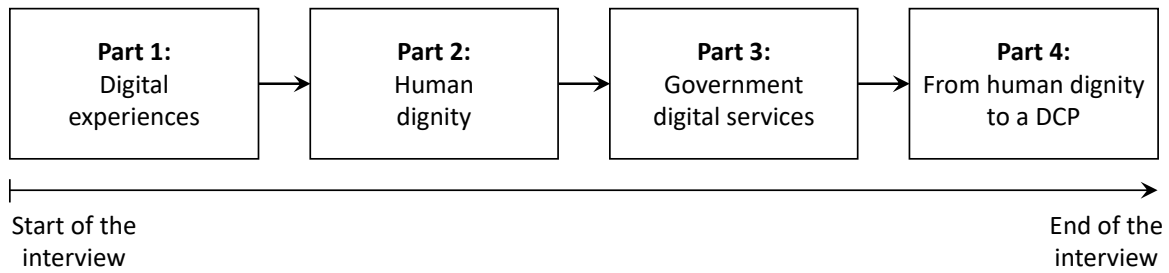 Part 1:
Digital
experiences
Part 2:
Human
dignity
Part 3:
Government
digital services
Part 4:
From human dignity
to a DCP
Start of the
interview
End of the
interview